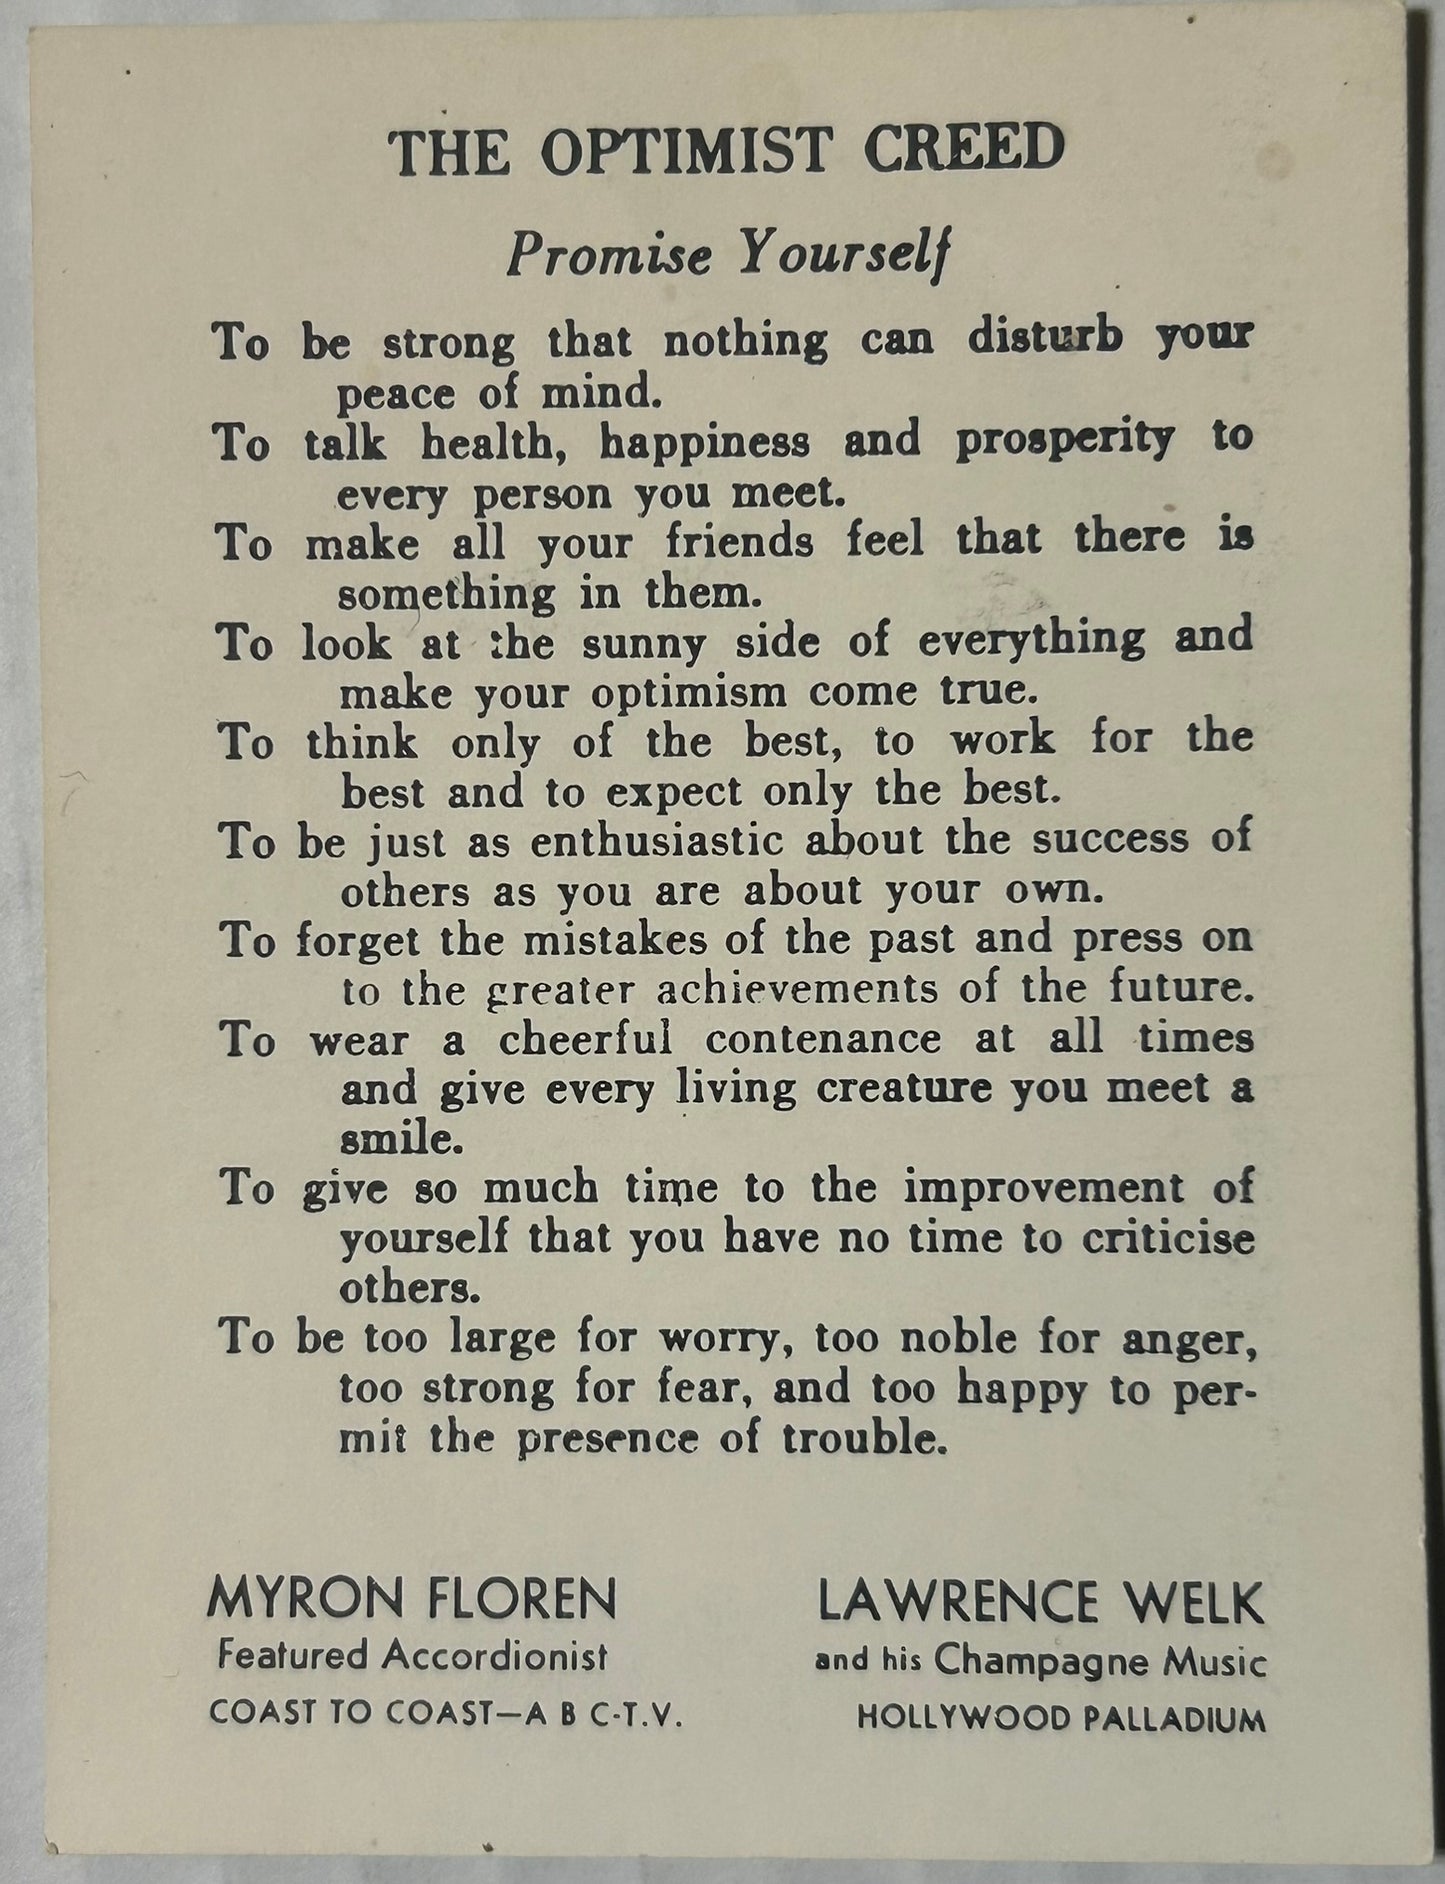 THE OPTIMIST CREED
Promise Yourself
To be strong that nothing can disturb your
peace of mind.
To talk health, happiness and prosperity to
every person you meet.
To make all your friends feel that there is
something in them.
To look at the sunny side of everything and
make your optimism come true.
To think only of the best, to work for the
best and to expect only the best.
To be just as enthusiastic about the success of
others as you are about your own.
To forget the mistakes of the past and press on
to the greater achievements of the future.
To wear a cheerful contenance at all times
and give every living creature you meet a
smile.
To give so much time to the improvement of
yourself that you have no time to criticise
others.
To be too large for worry, too noble for anger,
too strong for fear, and too happy to per-
mit the presence of trouble.
MYRON FLOREN
Featured Accordionist
COAST TO COAST—A B C-T.V.
LAWRENCE WELK
and his Champagne Music
HOLLYWOOD PALLADIUM